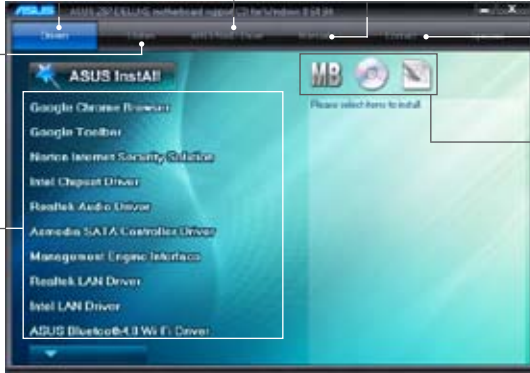 ASUS
Drivers
ASUS InstAll
MB
Please select items to install.
Google Chrome Browser
Google Toolbar
Norton Internet Security Solution
Intel Chipset Driver
Realtek Audio Driver
Asmedia SATA Controller Driver
Management Engine Interface
Realtek LAN Driver
Intel LAN Driver
ASUS Bluetooth4.0 Wi-Fi Driver